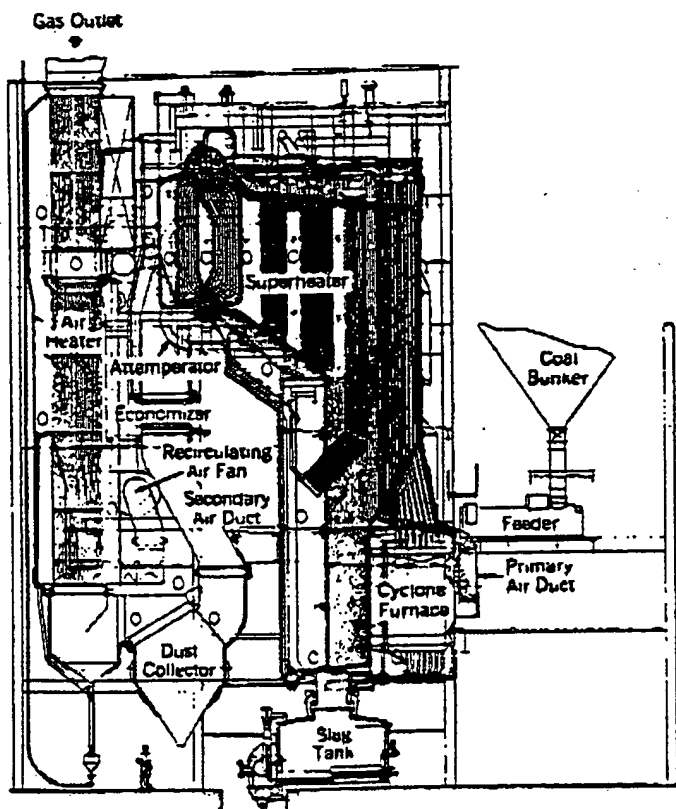 Gas Outlet
Superheater
Air
Heater
Coal
Bunker
Attemperator
Economizer
Recirculating
Air Fan
Secondary
Air Duct
Feeder
Primary
Air Duct
Cyclone
Furnace
Dust
Collector
Slag
Tank